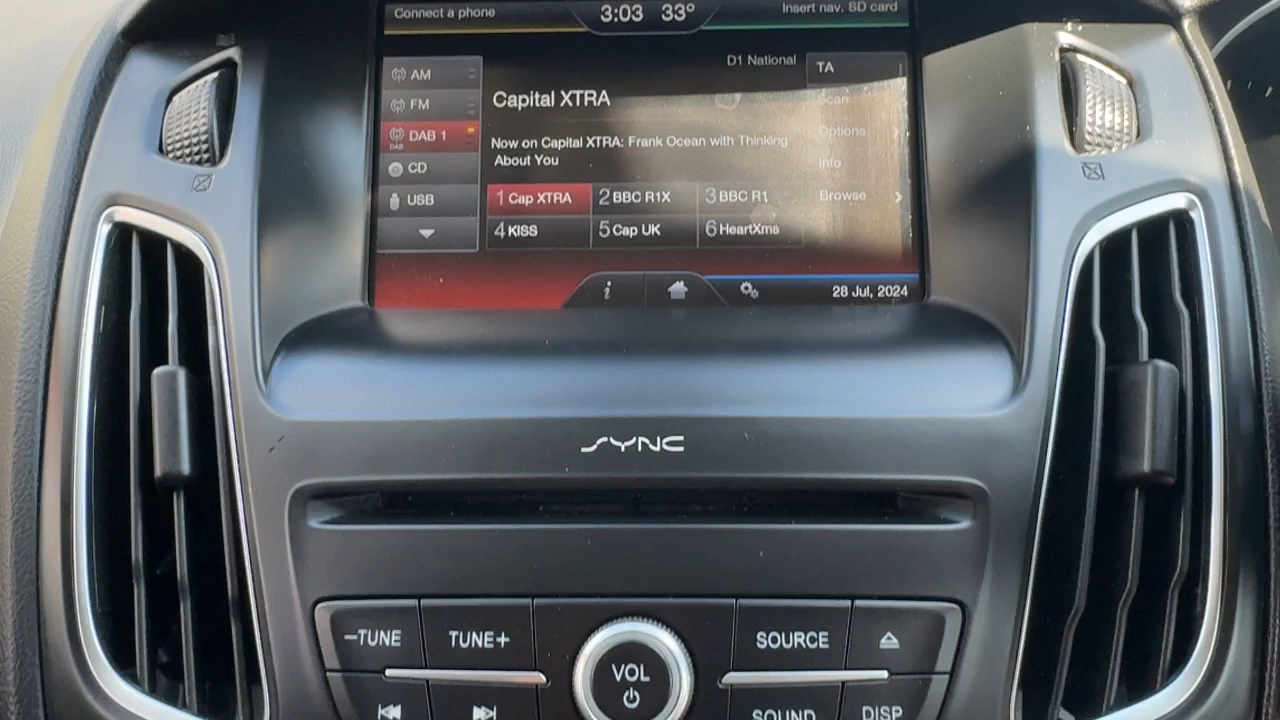 Connect a phone
3:03 33°
Insert nav. SD card
D1 National
AM
FM
DAB 1
DAB
CD
USB
Capital XTRA
Now on Capital XTRA: Frank Ocean with Thinking
About You
1 Cap XTRA
2 BBC R1X
3 BBC R1
4 KISS
5 Cap UK
6 HeartXms
TA
Scan
Options
Info
Browse
i
28 Jul, 2024
SYNC
-TUNE
TUNE+
VOL
SOURCE
SOUND
DISP